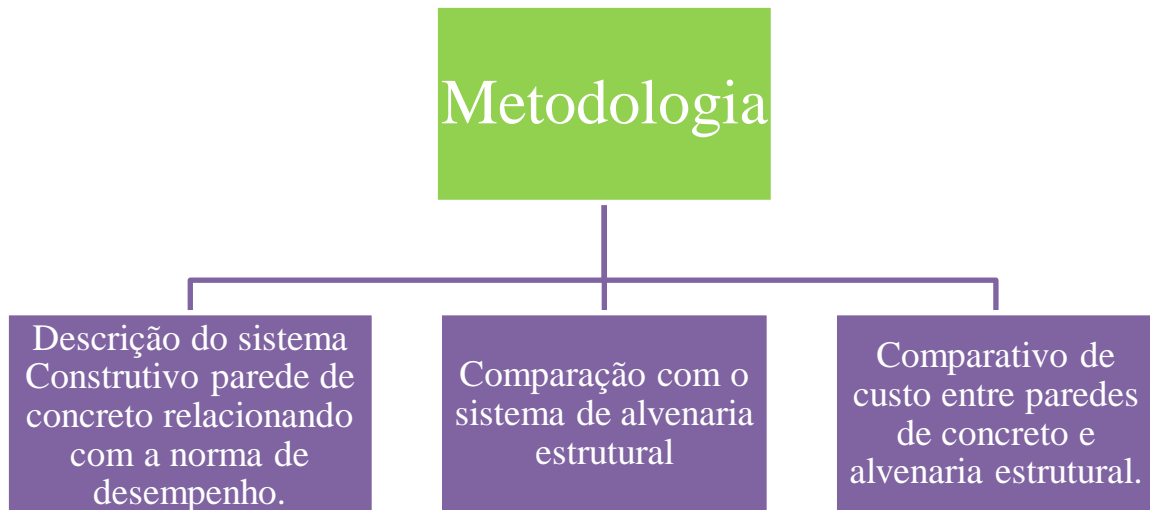 Metodologia
Descrição do sistema
Construtivo parede de
concreto relacionando
com a norma de
desempenho.
Comparação com o
sistema de alvenaria
estrutural
Comparativo de
custo entre paredes
de concreto e
alvenaria estrutural.